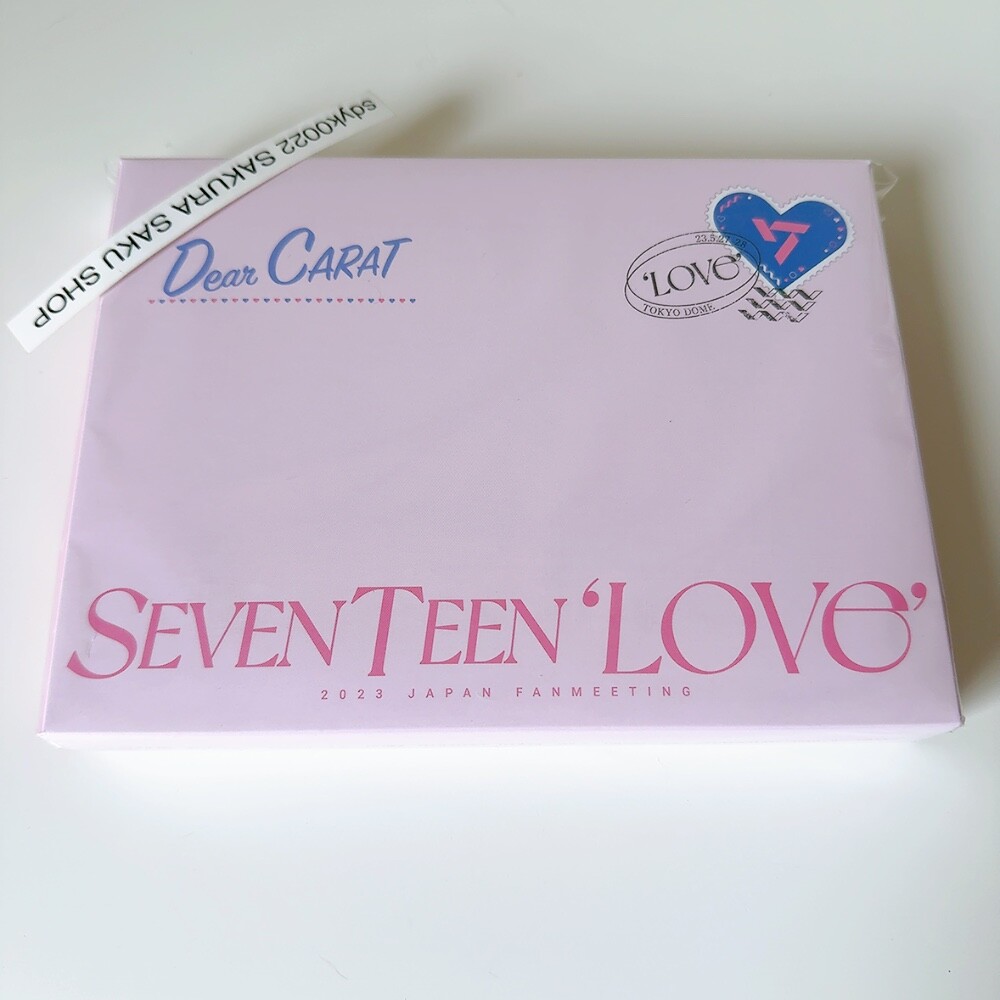 sdyk0022 SAKURA SAKU SHOP
Dear CARAT
23.5.27-28
'LOVE'
TOKYO DOME
SEVENTEEN 'LOVE'
2023 JAPAN FANMEETING